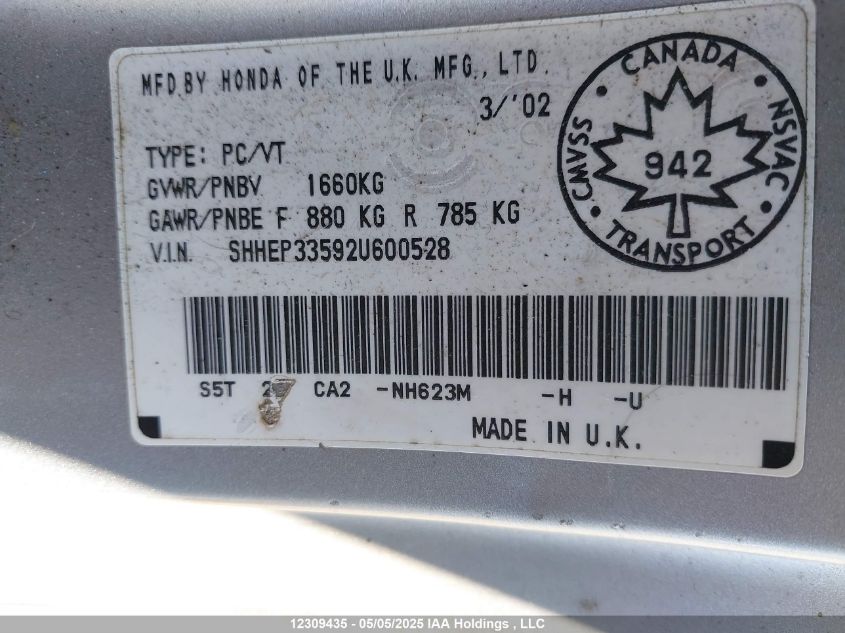 MFD.BY HONDA OF THE U.K. MFG., LTD.
3/'02
CANADA
CMVSS
942
NSVAC
TRANSPORT
TYPE: PC/VT
GVWR/PNBV 1660KG
GAWR/PNBE F 880 KG R 785 KG
V.I.N. SHHEP33592U600528
S5T CA2 -NH623M -H -U
MADE IN U.K.
12309435 - 05/05/2025 IAA Holdings , LLC